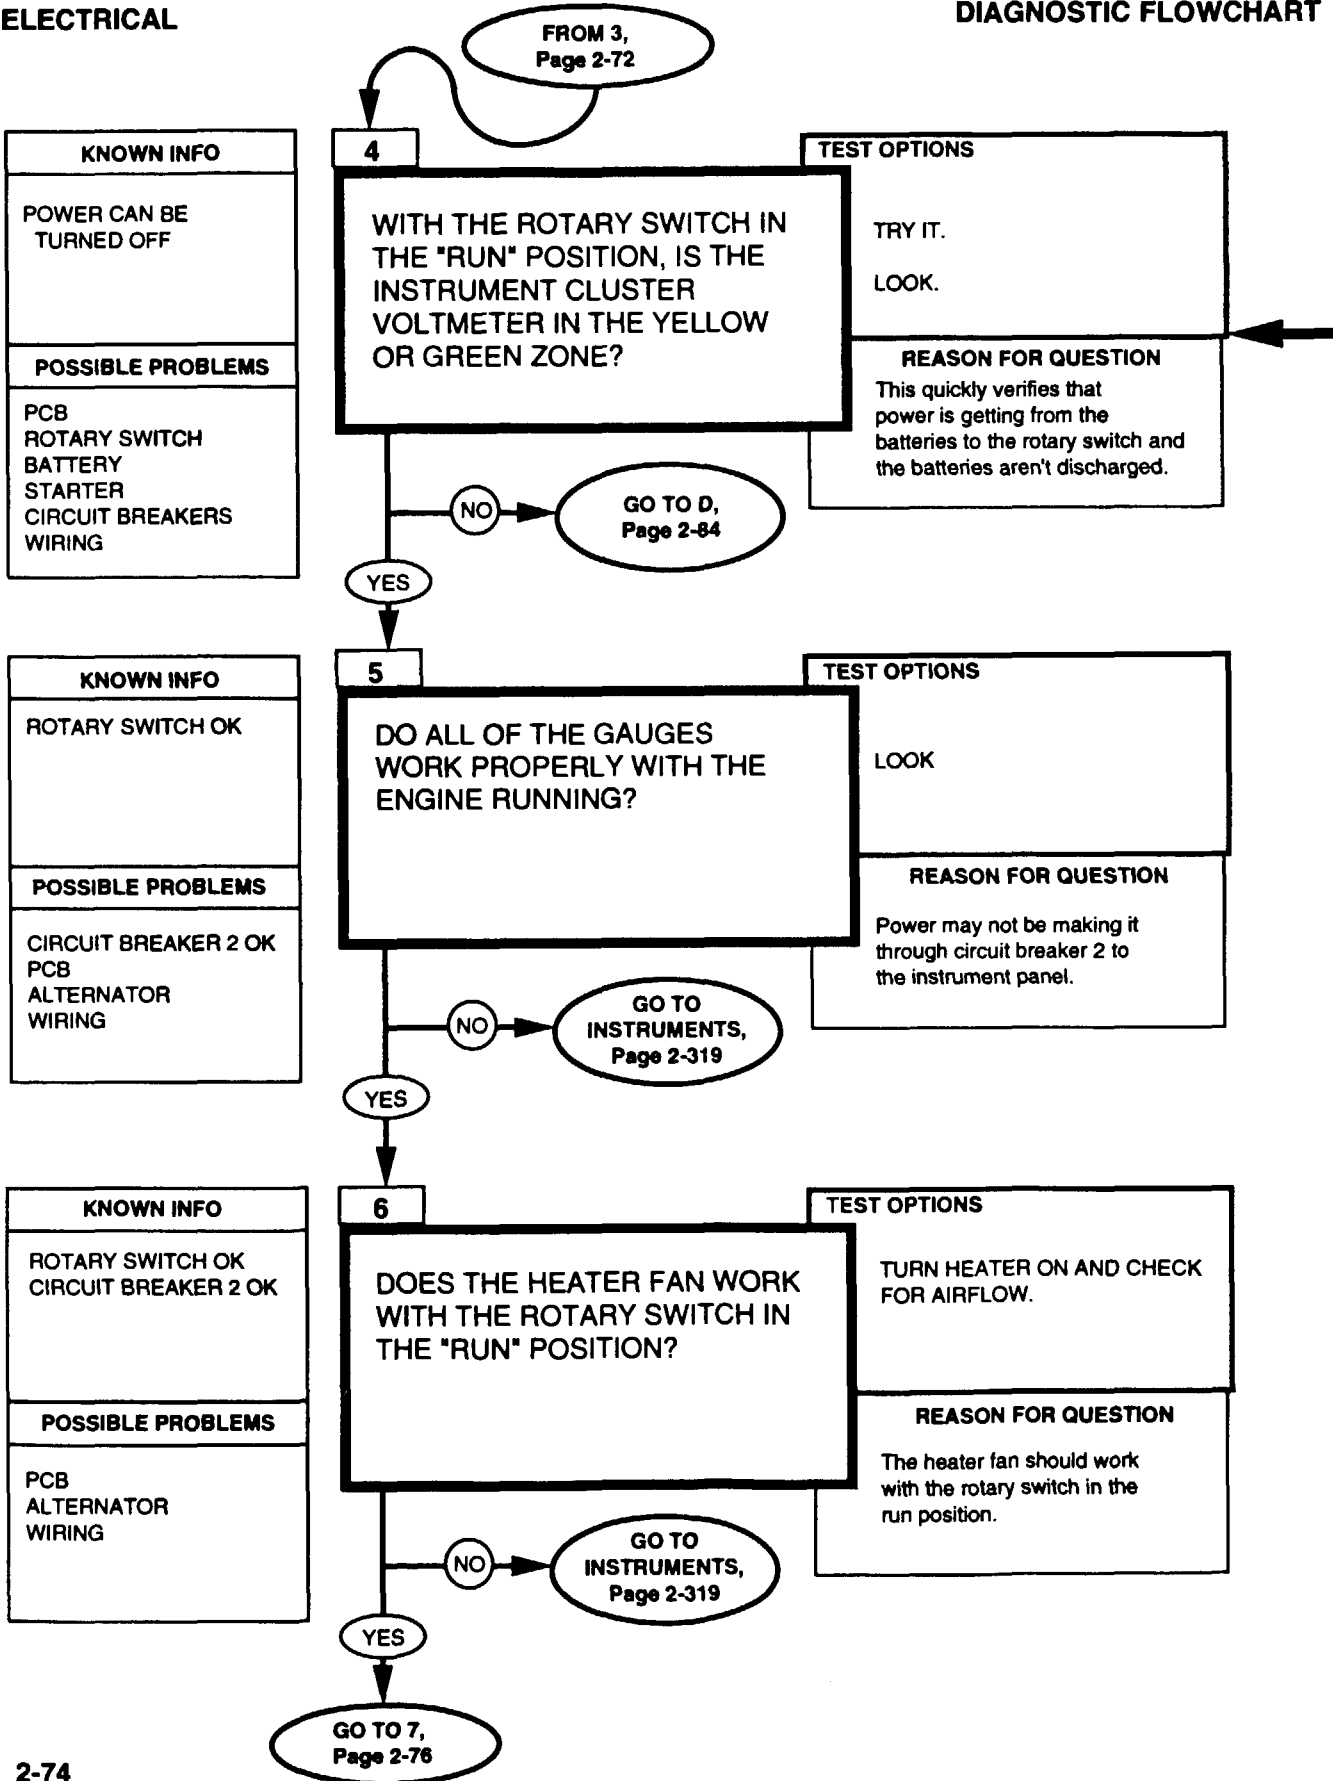 ELECTRICAL
DIAGNOSTIC FLOWCHART
FROM 3,
Page 2-72
KNOWN INFO
POWER CAN BE
TURNED OFF
POSSIBLE PROBLEMS
PCB
ROTARY SWITCH
BATTERY
STARTER
CIRCUIT BREAKERS
WIRING
4
WITH THE ROTARY SWITCH IN
THE "RUN" POSITION, IS THE
INSTRUMENT CLUSTER
VOLTMETER IN THE YELLOW
OR GREEN ZONE?
TEST OPTIONS
TRY IT.
LOOK.
REASON FOR QUESTION
This quickly verifies that
power is getting from the
batteries to the rotary switch and
the batteries aren't discharged.
NO
GO TO D,
Page 2-84
YES
KNOWN INFO
ROTARY SWITCH OK
POSSIBLE PROBLEMS
CIRCUIT BREAKER 2 OK
PCB
ALTERNATOR
WIRING
5
DO ALL OF THE GAUGES
WORK PROPERLY WITH THE
ENGINE RUNNING?
TEST OPTIONS
LOOK
REASON FOR QUESTION
Power may not be making it
through circuit breaker 2 to
the instrument panel.
NO
GO TO
INSTRUMENTS,
Page 2-319
YES
KNOWN INFO
ROTARY SWITCH OK
CIRCUIT BREAKER 2 OK
POSSIBLE PROBLEMS
PCB
ALTERNATOR
WIRING
6
DOES THE HEATER FAN WORK
WITH THE ROTARY SWITCH IN
THE "RUN" POSITION?
TEST OPTIONS
TURN HEATER ON AND CHECK
FOR AIRFLOW.
REASON FOR QUESTION
The heater fan should work
with the rotary switch in the
run position.
NO
GO TO
INSTRUMENTS,
Page 2-319
YES
GO TO 7,
Page 2-76
2-74